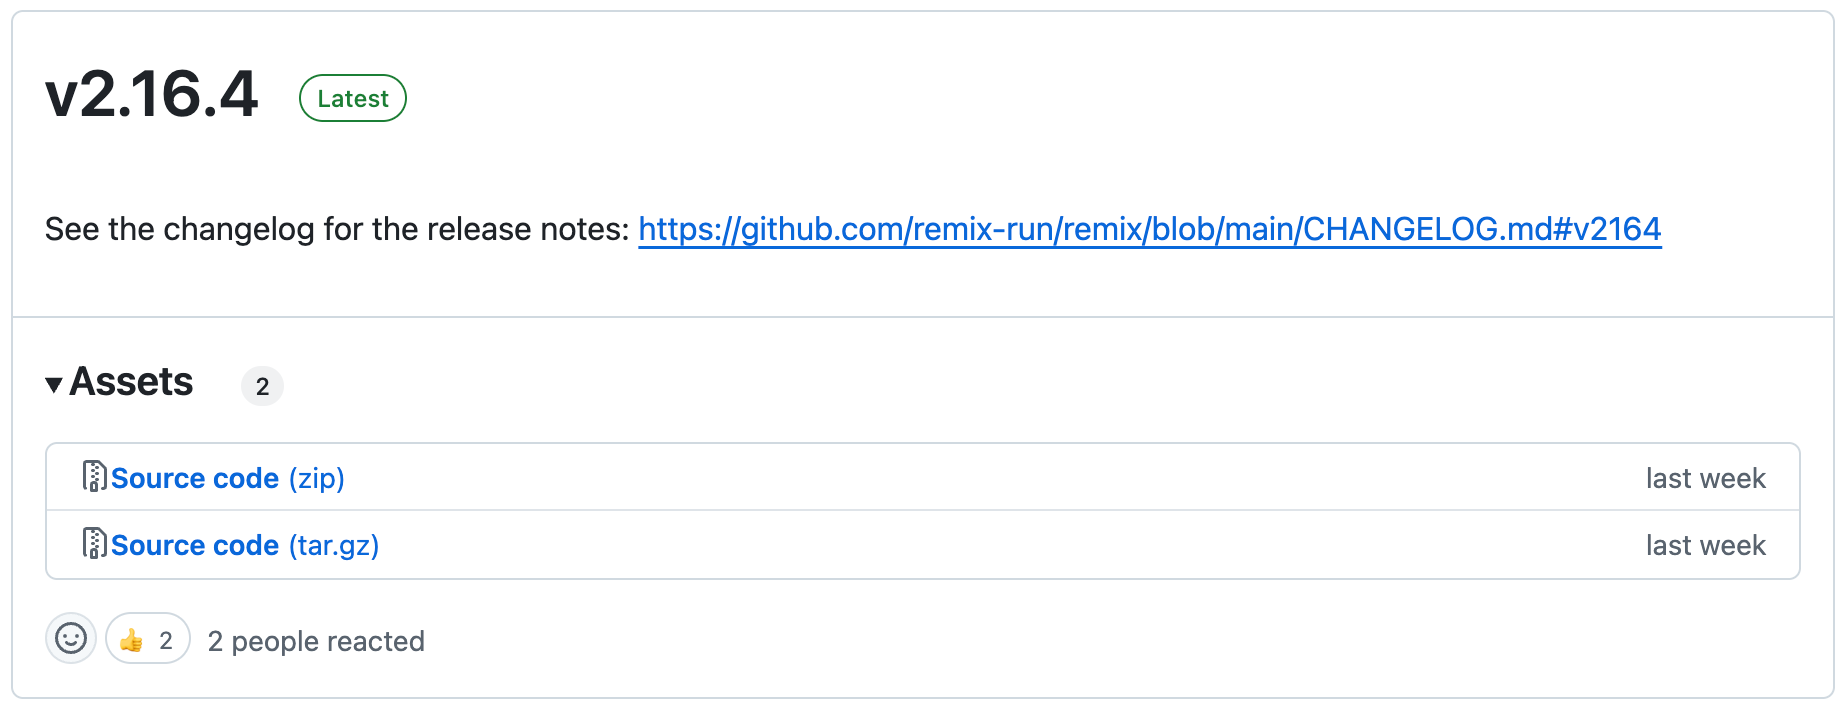 v2.16.4 Latest
See the changelog for the release notes: https://github.com/remix-run/remix/blob/main/CHANGELOG.md#v2164
Assets 2
Source code (zip) last week
Source code (tar.gz) last week
👍 2 2 people reacted